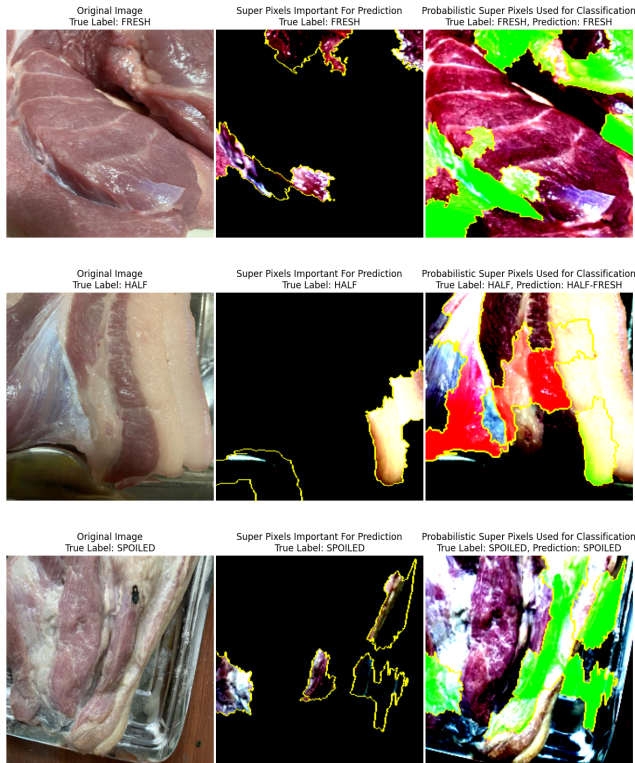 Original Image
True Label: FRESH
Super Pixels Important For Prediction
True Label: FRESH
Probabilistic Super Pixels Used for Classification
True Label: FRESH, Prediction: FRESH
Original Image
True Label: HALF
Super Pixels Important For Prediction
True Label: HALF
Probabilistic Super Pixels Used for Classification
True Label: HALF, Prediction: HALF-FRESH
Original Image
True Label: SPOILED
Super Pixels Important For Prediction
True Label: SPOILED
Probabilistic Super Pixels Used for Classification
True Label: SPOILED, Prediction: SPOILED